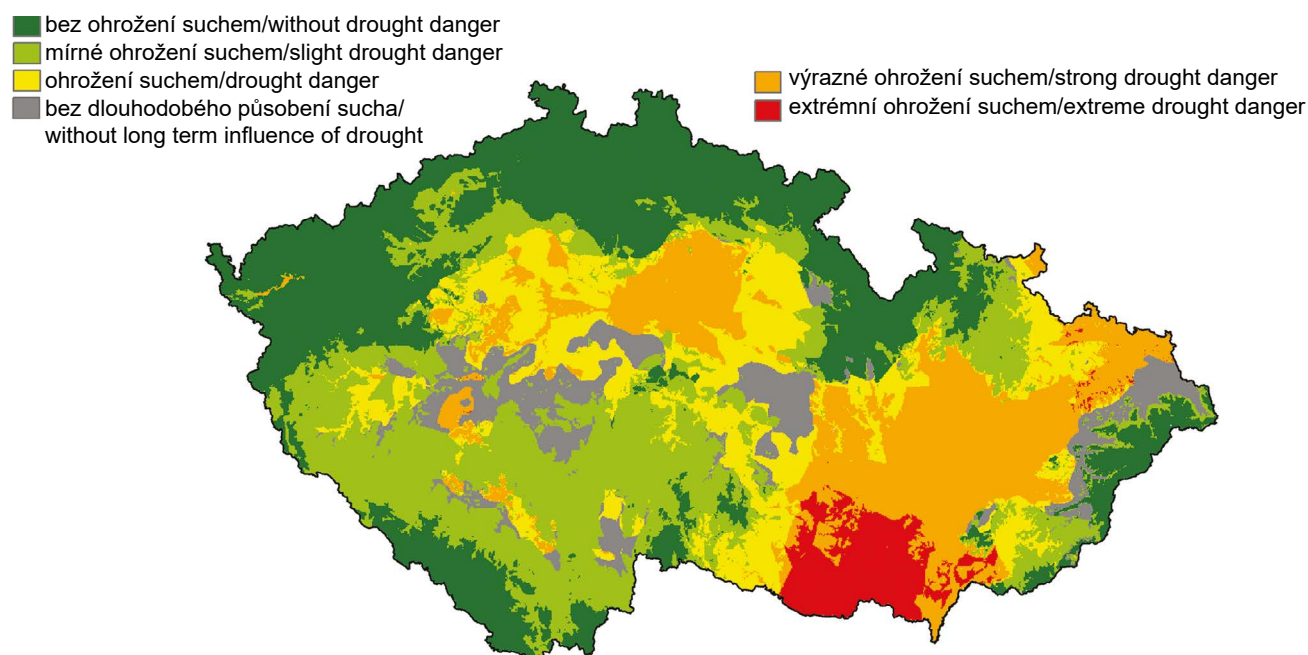 bez ohrožení suchem/without drought danger
mírné ohrožení suchem/slight drought danger
ohrožení suchem/drought danger
bez dlouhodobého působení sucha/
without long term influence of drought
výrazné ohrožení suchem/strong drought danger
extrémní ohrožení suchem/extreme drought danger